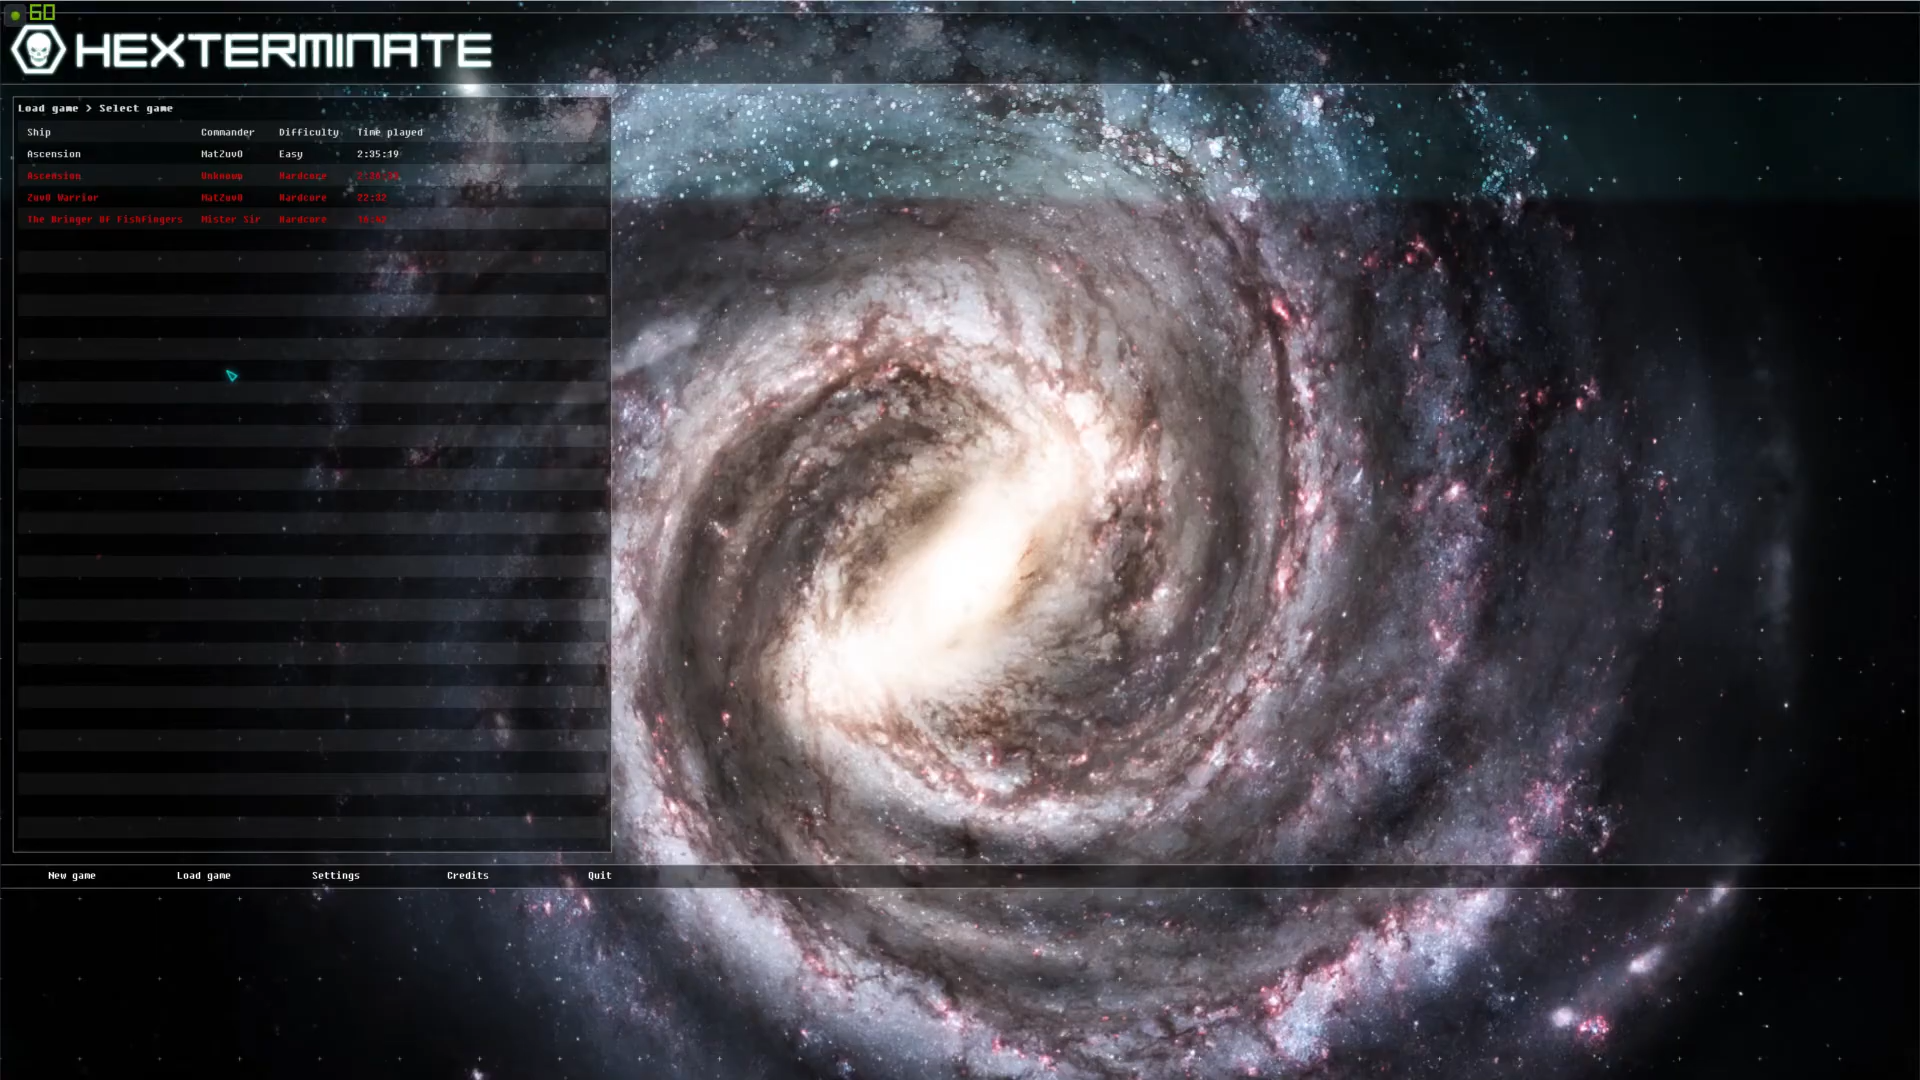 60
HEXTERMINATE
Load game > Select game
Ship Commander Difficulty Time played
Ascension MatZuv0 Easy 2:35:19
Ascension Unknown Hardcore
Zuv0 Warrior MatZuv0 Hardcore 22:32
The Bringer Of Fishfingers Mister Sir Hardcore
New game Load game Settings Credits Quit